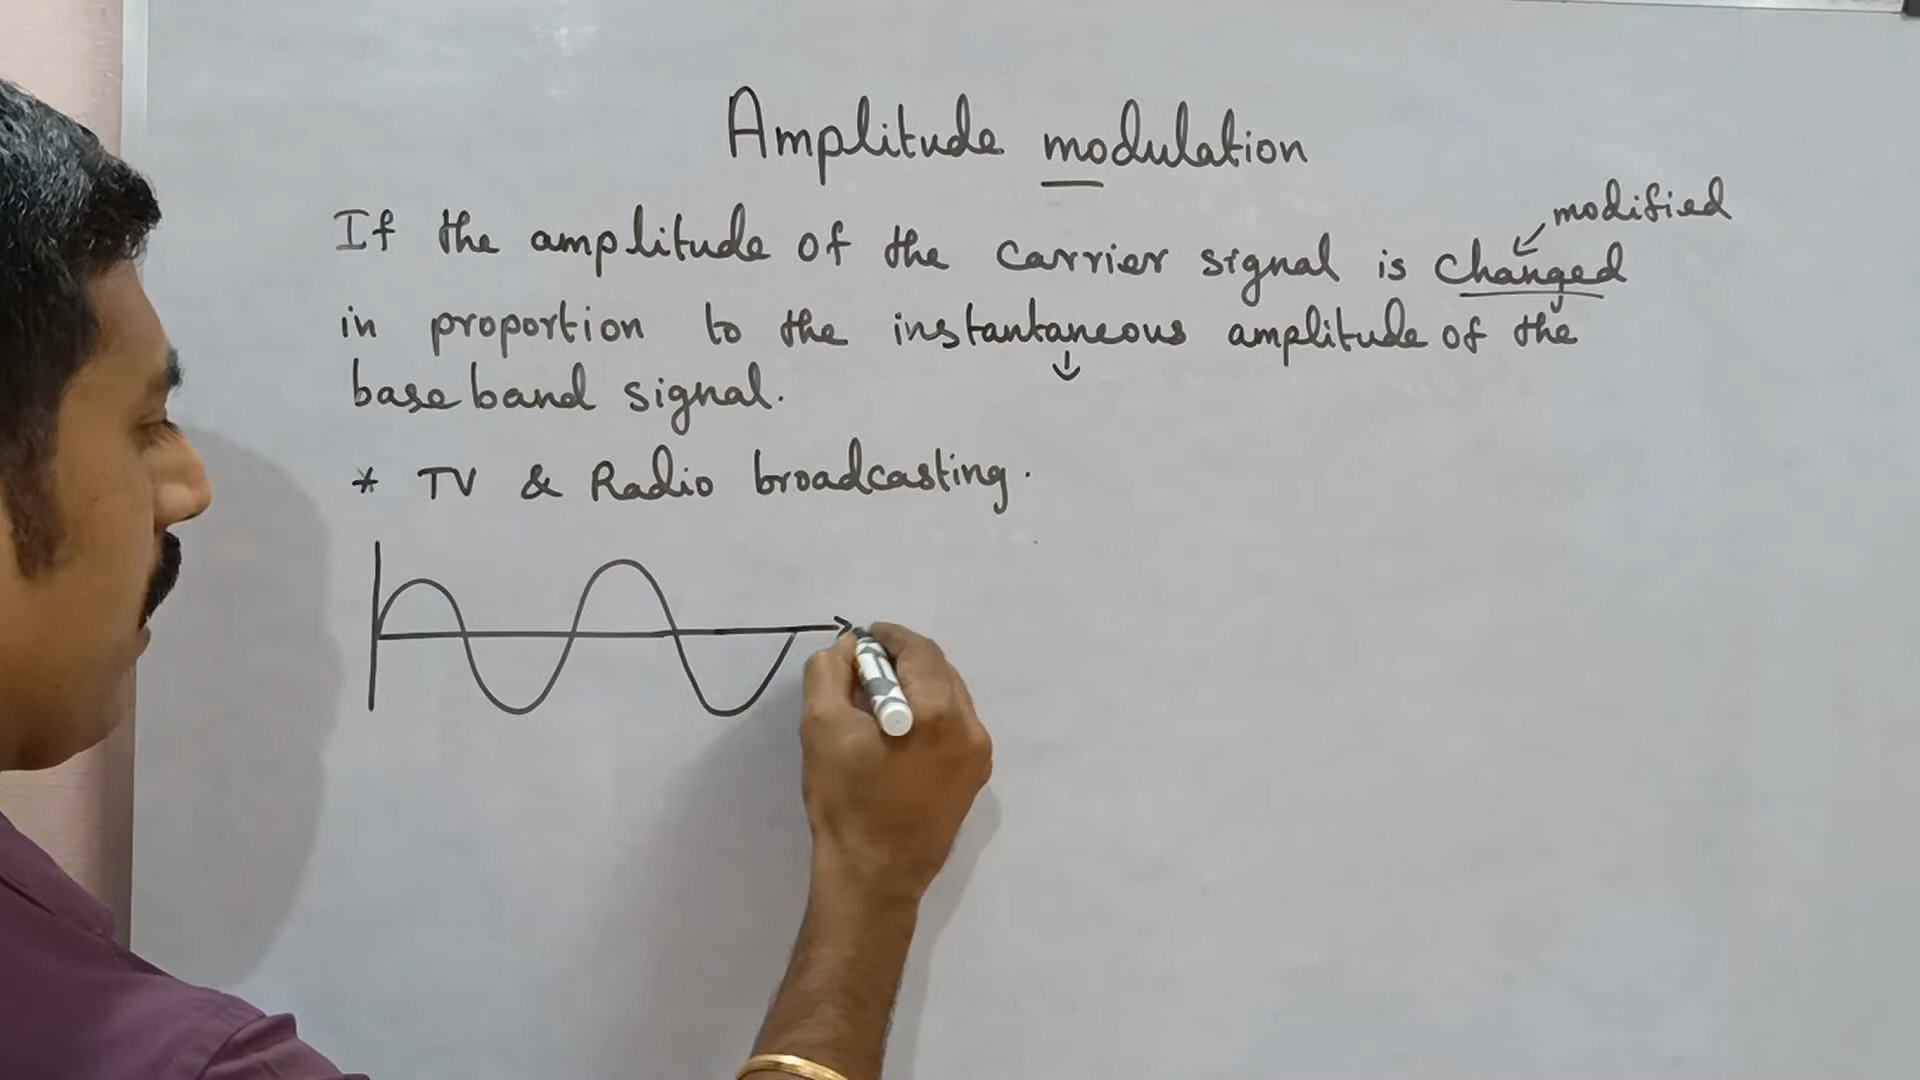 Amplitude modulation
modified
If the amplitude of the carrier signal is changed
in proportion to the instantaneous amplitude of the
base band signal.
* TV & Radio broadcasting.